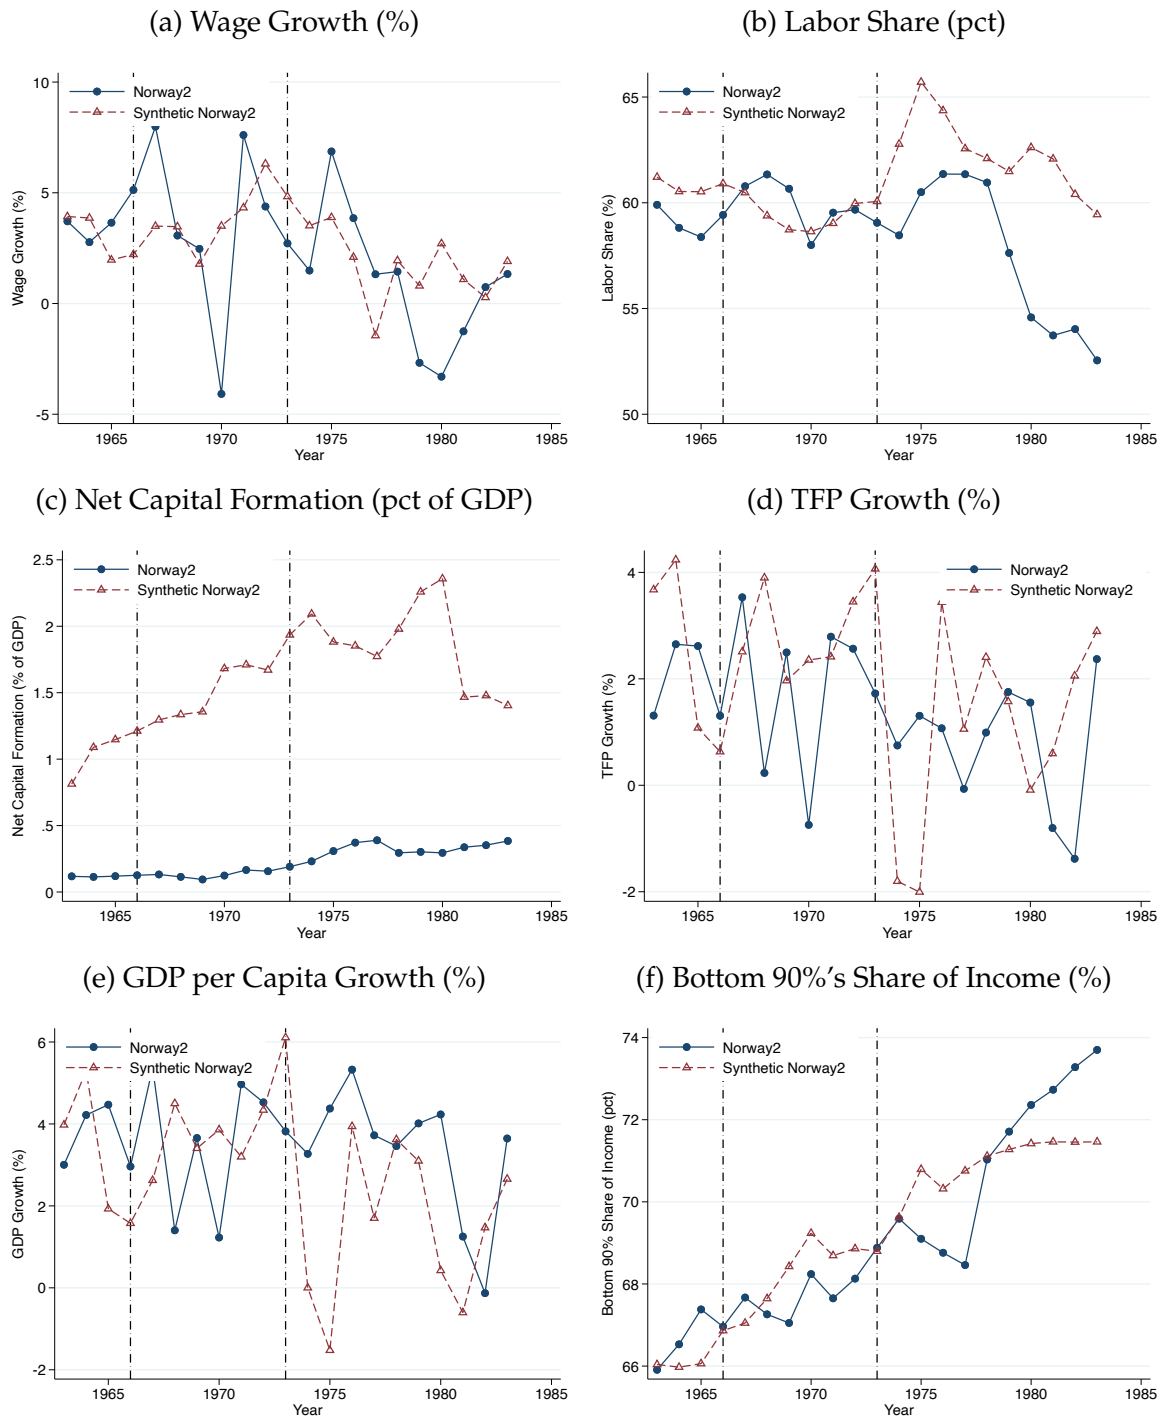 (a) Wage Growth (%)
Norway2
Synthetic Norway2
10
5
0
-5
Wage Growth (%)
1965 1970 1975 1980 1985
Year
(b) Labor Share (pct)
Norway2
Synthetic Norway2
65
60
55
50
Labor Share (%)
1965 1970 1975 1980 1985
Year
(c) Net Capital Formation (pct of GDP)
Norway2
Synthetic Norway2
2.5
2
1.5
1
.5
0
Net Capital Formation (% of GDP)
1965 1970 1975 1980 1985
Year
(d) TFP Growth (%)
Norway2
Synthetic Norway2
4
2
0
-2
TFP Growth (%)
1965 1970 1975 1980 1985
Year
(e) GDP per Capita Growth (%)
Norway2
Synthetic Norway2
6
4
2
0
-2
GDP Growth (%)
1965 1970 1975 1980 1985
Year
(f) Bottom 90%'s Share of Income (%)
Norway2
Synthetic Norway2
74
72
70
68
66
Bottom 90% Share of Income (pct)
1965 1970 1975 1980 1985
Year